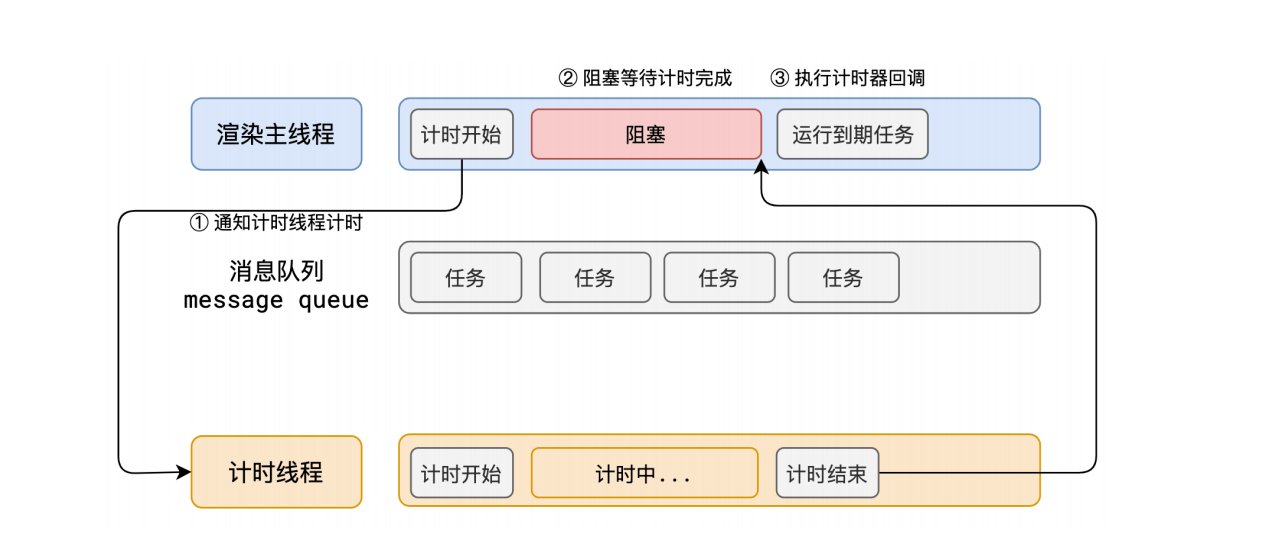 ② 阻塞等待计时完成
③ 执行计时器回调
渲染主线程
计时开始
阻塞
运行到期任务
① 通知计时线程计时
消息队列
message queue
任务
任务
任务
任务
计时线程
计时开始
计时中...
计时结束